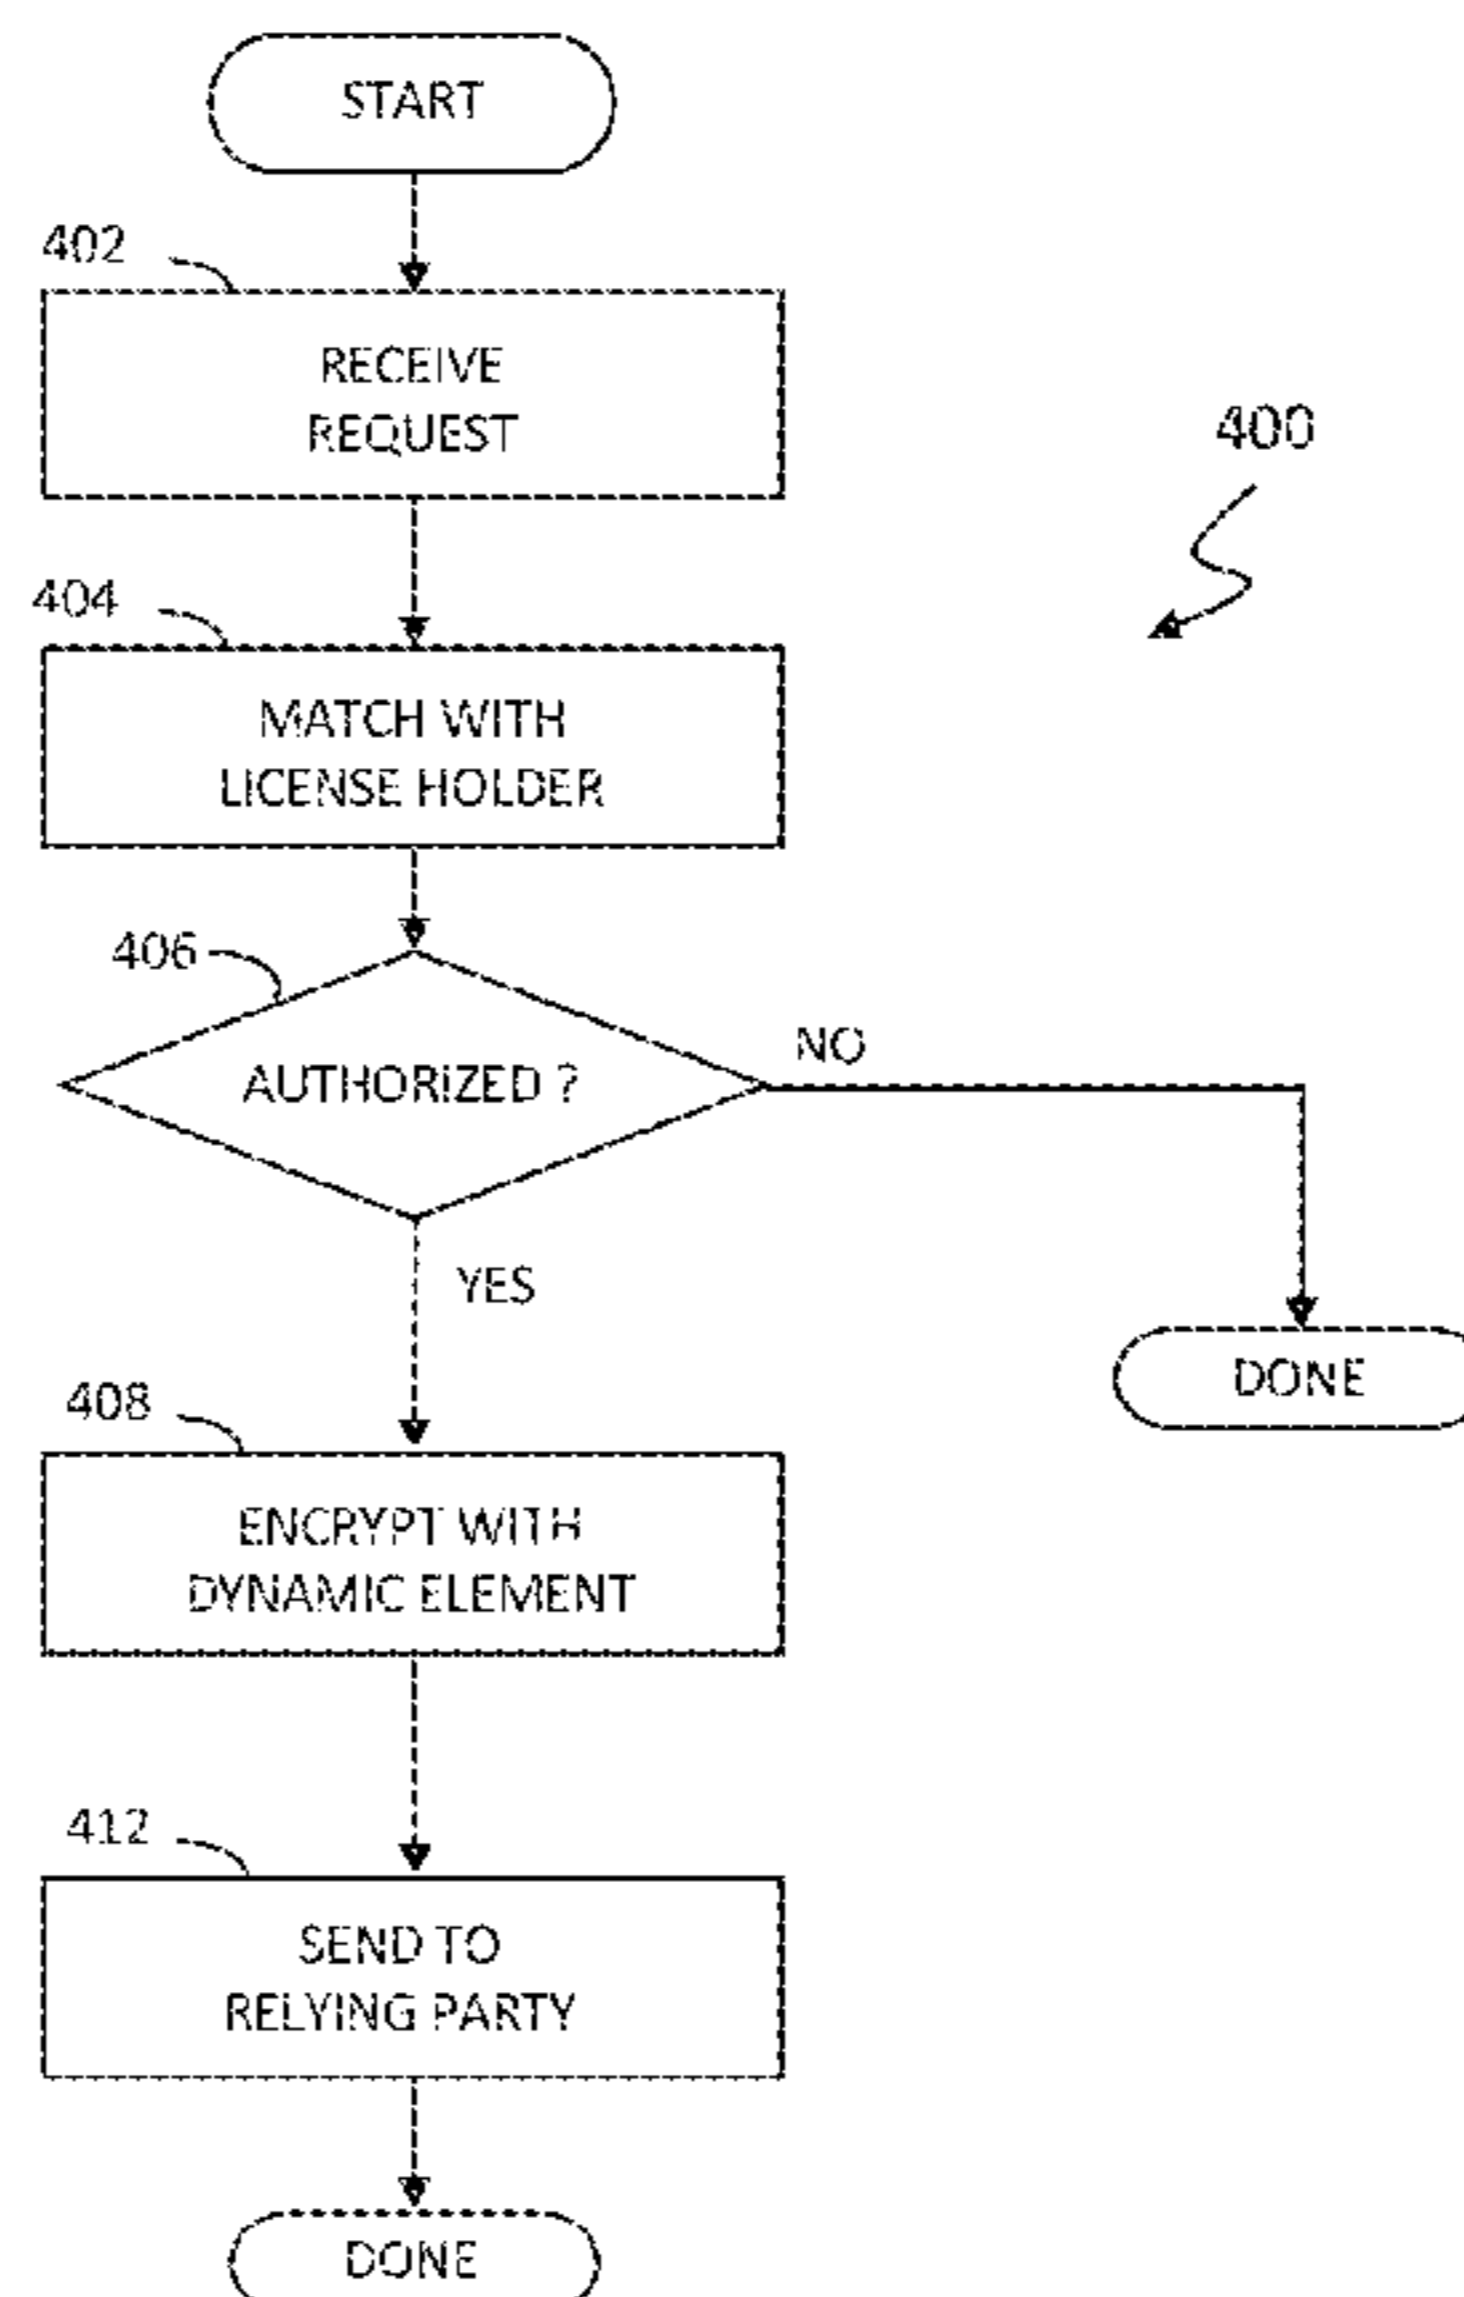 START
402
RECEIVE
REQUEST
400
404
MATCH WITH
LICENSE HOLDER
406
AUTHORIZED ?
NO
YES
DONE
408
ENCRYPT WITH
DYNAMIC ELEMENT
412
SEND TO
RELYING PARTY
DONE